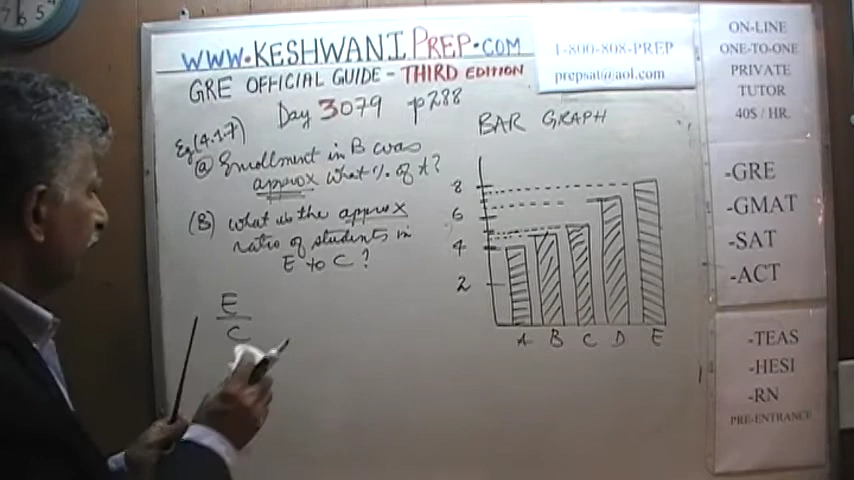 WWW.KESHWANIPREP.COM
GRE OFFICIAL GUIDE - THIRD EDITION
Day 3079 p288
Eg(4.1.7)
(a) Enrollment in B was
approx what % of A?
(B) what is the approx
ratio of students in
E to C?
E
C
BAR GRAPH
8
6
4
2
A B C D E
1-800-808-PREP
prepsat@aol.com
ON-LINE
ONE-TO-ONE
PRIVATE
TUTOR
40$ / HR.
-GRE
-GMAT
-SAT
-ACT
-TEAS
-HESI
-RN
PRE-ENTRANCE